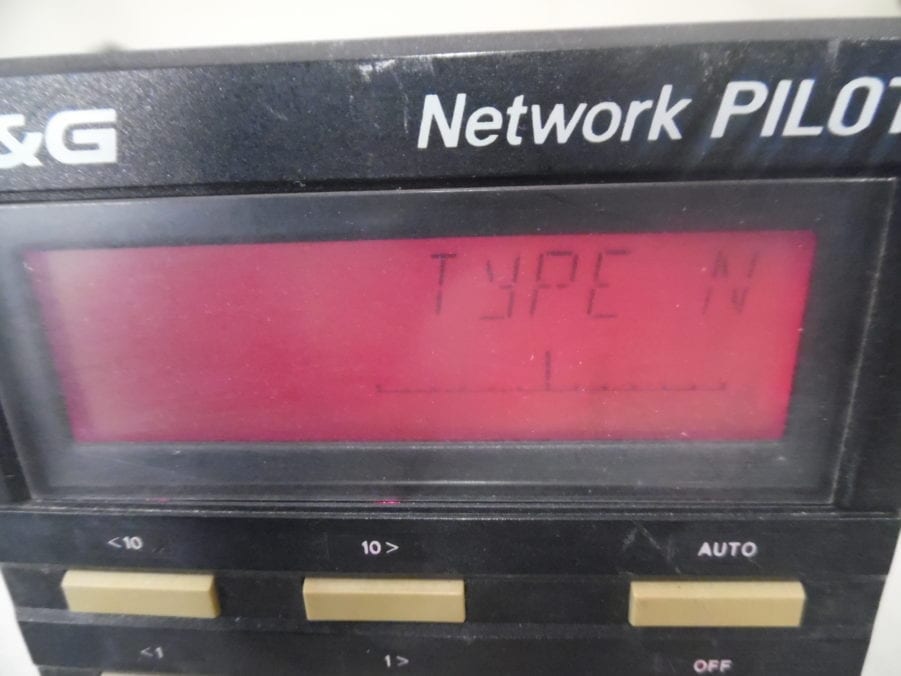 &G Network PILOT
TYPE N
<10 10> AUTO
<1 1> OFF